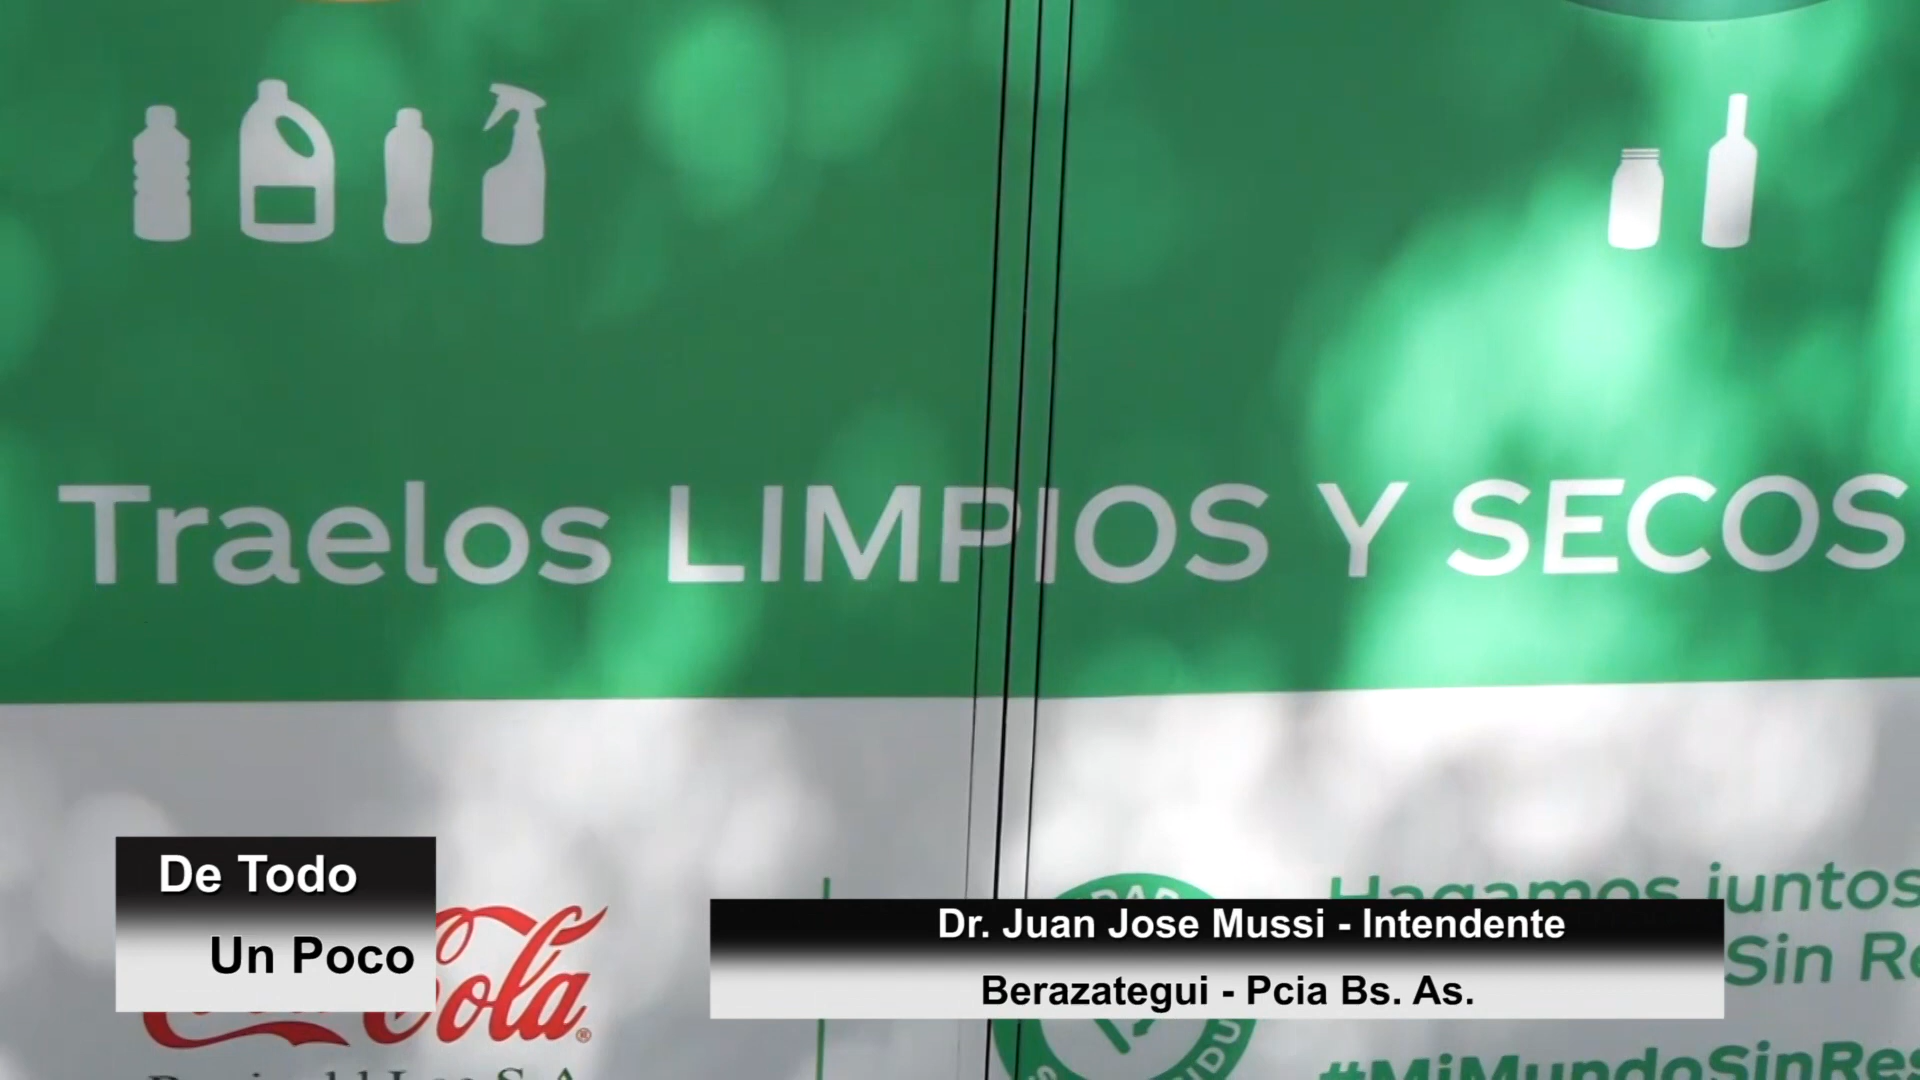 Traelos LIMPIOS Y SECOS
De Todo
Un Poco
Cola
Dr. Juan Jose Mussi - Intendente
Berazategui - Pcia Bs. As.
Hagamos juntos
Sin